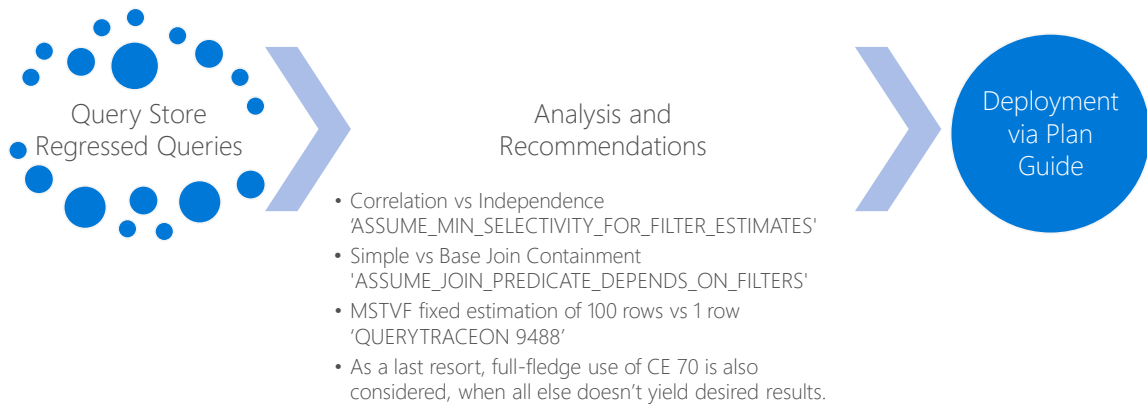 Query Store
Regressed Queries
Analysis and
Recommendations
• Correlation vs Independence
‘ASSUME_MIN_SELECTIVITY_FOR_FILTER_ESTIMATES'
• Simple vs Base Join Containment
'ASSUME_JOIN_PREDICATE_DEPENDS_ON_FILTERS'
• MSTVF fixed estimation of 100 rows vs 1 row
‘QUERYTRACEON 9488’
• As a last resort, full-fledge use of CE 70 is also
considered, when all else doesn’t yield desired results.
Deployment
via Plan
Guide